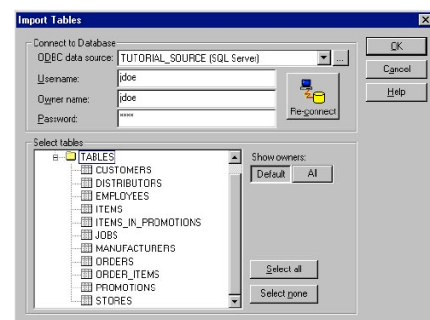 Import Tables
Connect to Database
ODBC data source: TUTORIAL_SOURCE (SQL Server) ...
Username: jdoe
Owner name: jdoe
Password: ****
Re-connect
OK
Cancel
Help
Select tables
TABLES
CUSTOMERS
DISTRIBUTORS
EMPLOYEES
ITEMS
ITEMS_IN_PROMOTIONS
JOBS
MANUFACTURERS
ORDERS
ORDER_ITEMS
PROMOTIONS
STORES
Show owners:
Default All
Select all
Select none